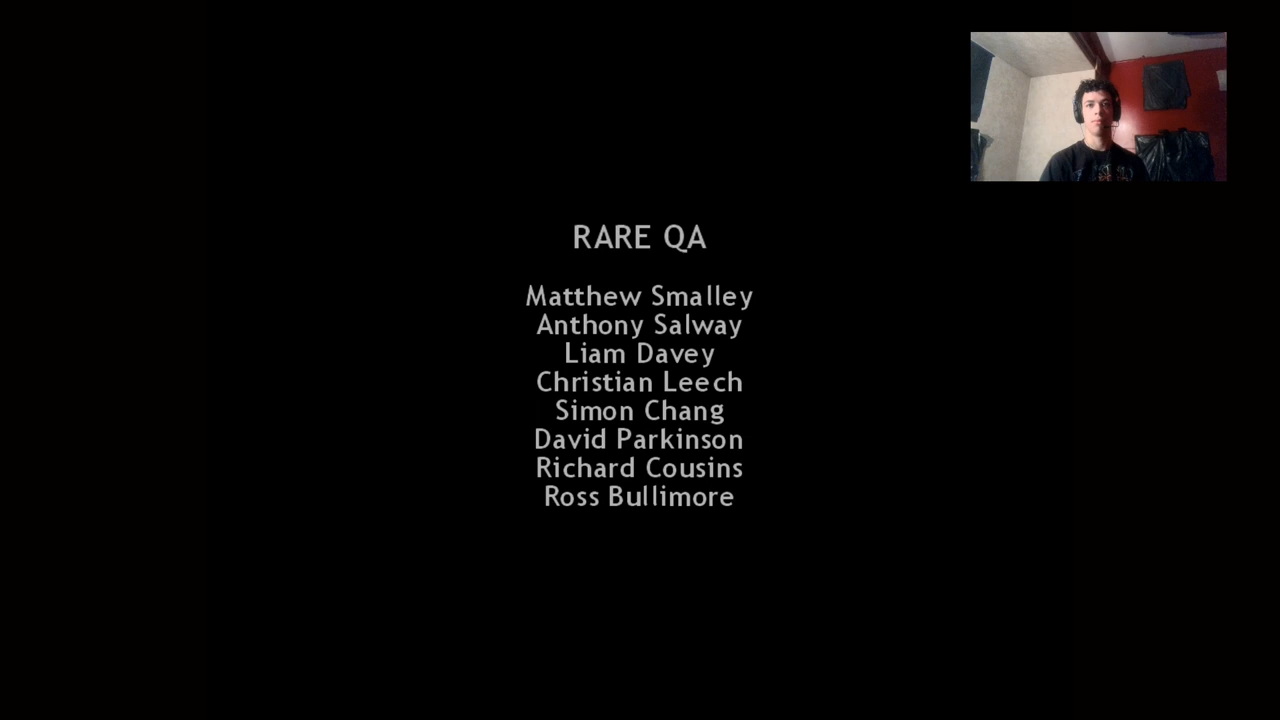 RARE QA
Matthew Smalley
Anthony Salway
Liam Davey
Christian Leech
Simon Chang
David Parkinson
Richard Cousins
Ross Bullimore